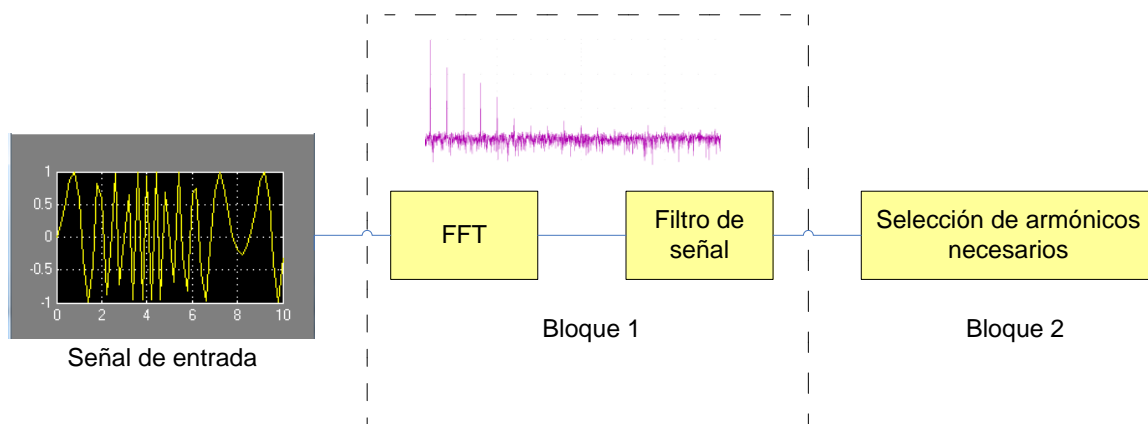 1
0.5
0
-0.5
-1
0
2
4
6
8
10
Señal de entrada
FFT
Filtro de
señal
Bloque 1
Selección de armónicos
necesarios
Bloque 2